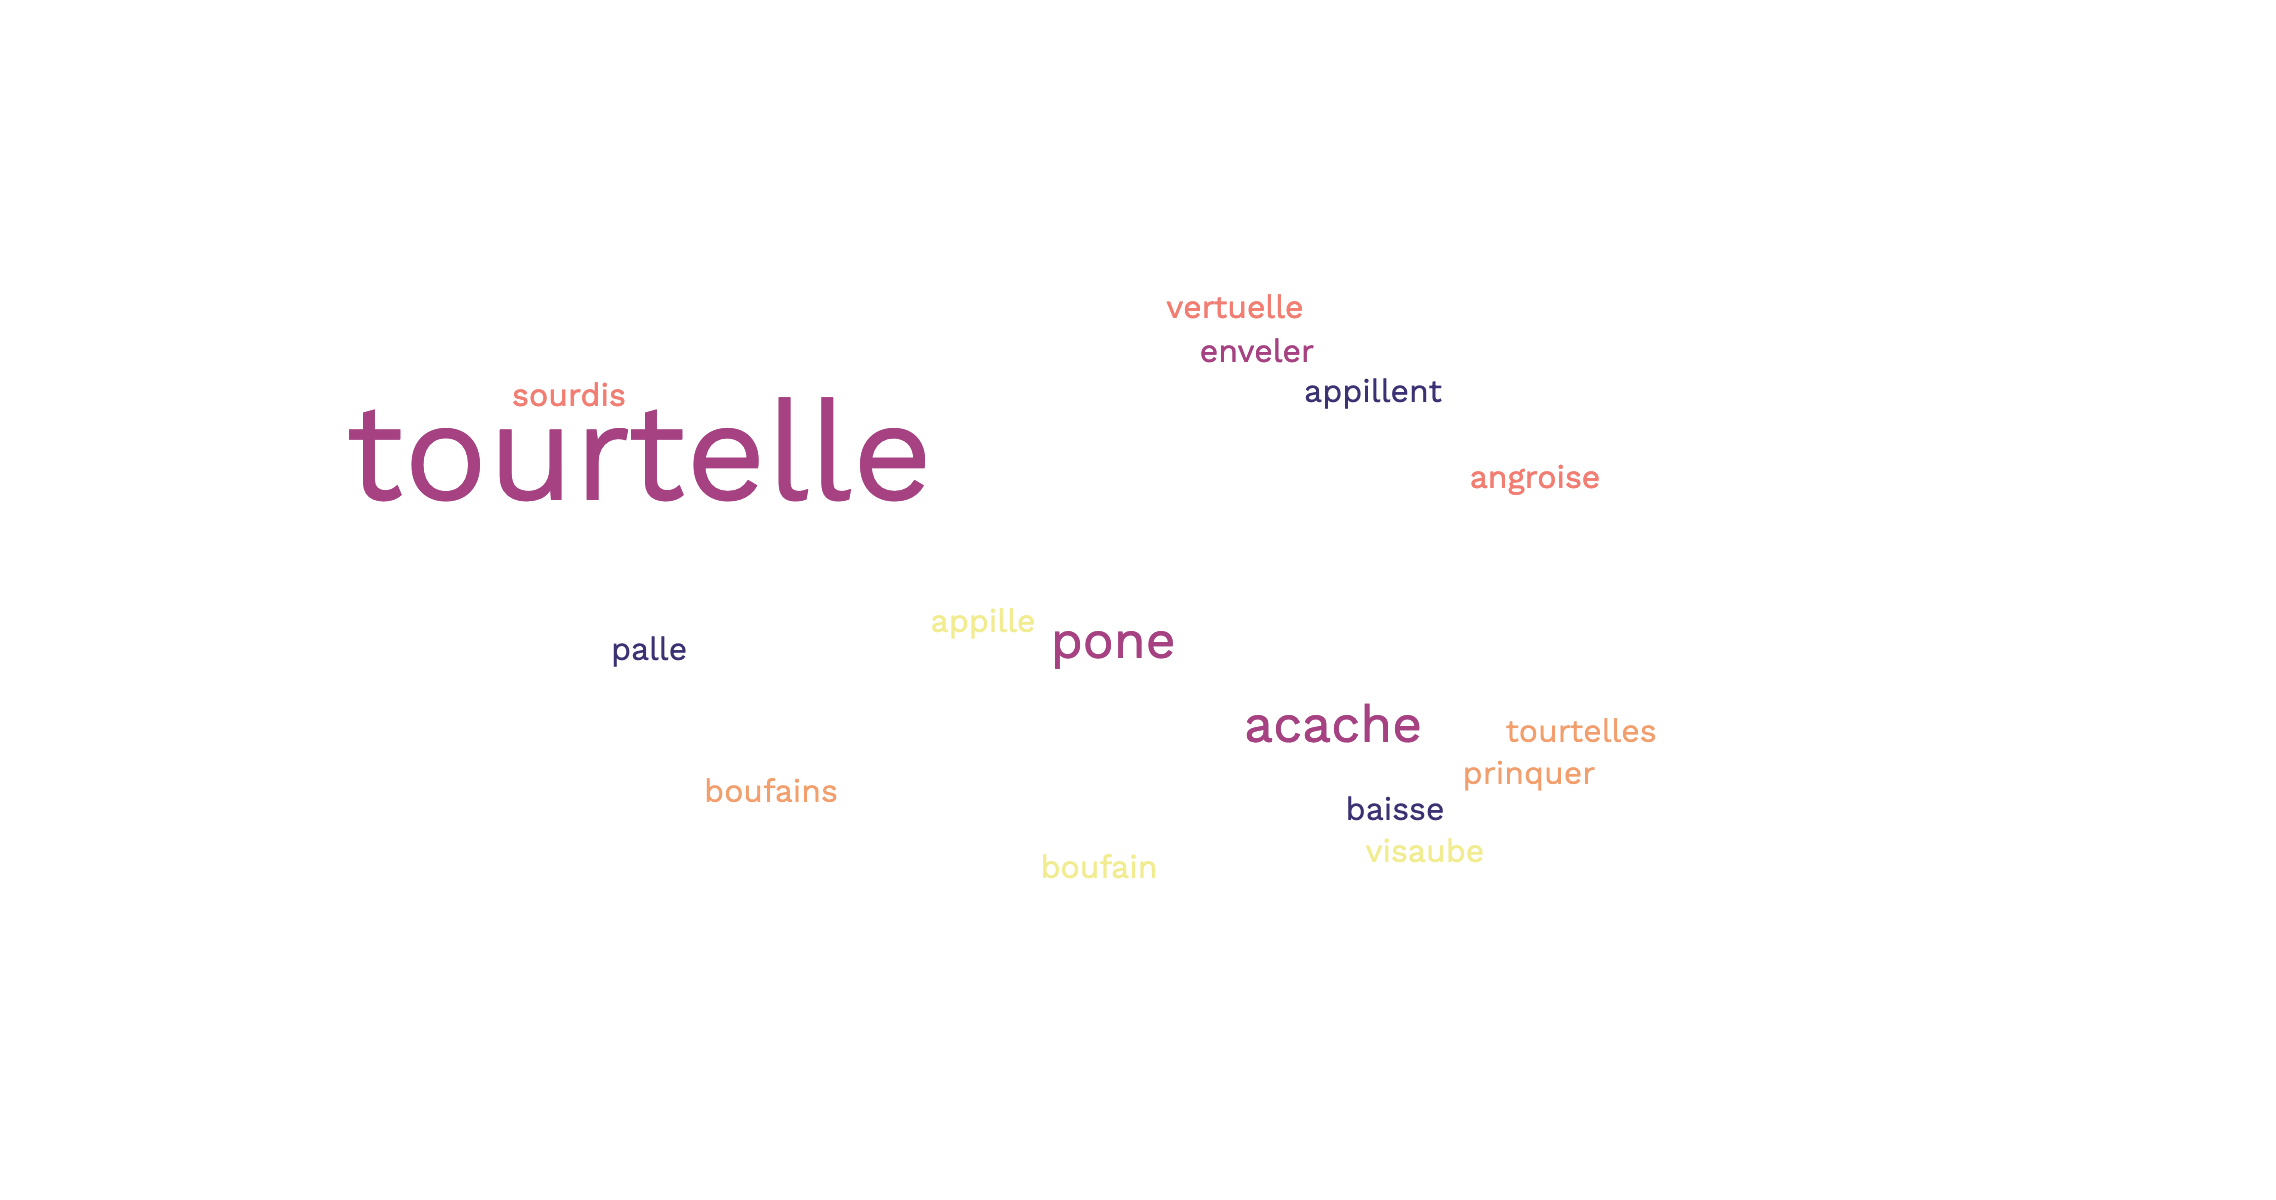 vertuelle
enveler
appillent
sourdis
tourtelle
angroise
appille
pone
palle
acache
tourtelles
prinquer
boufains
baisse
visaube
boufain